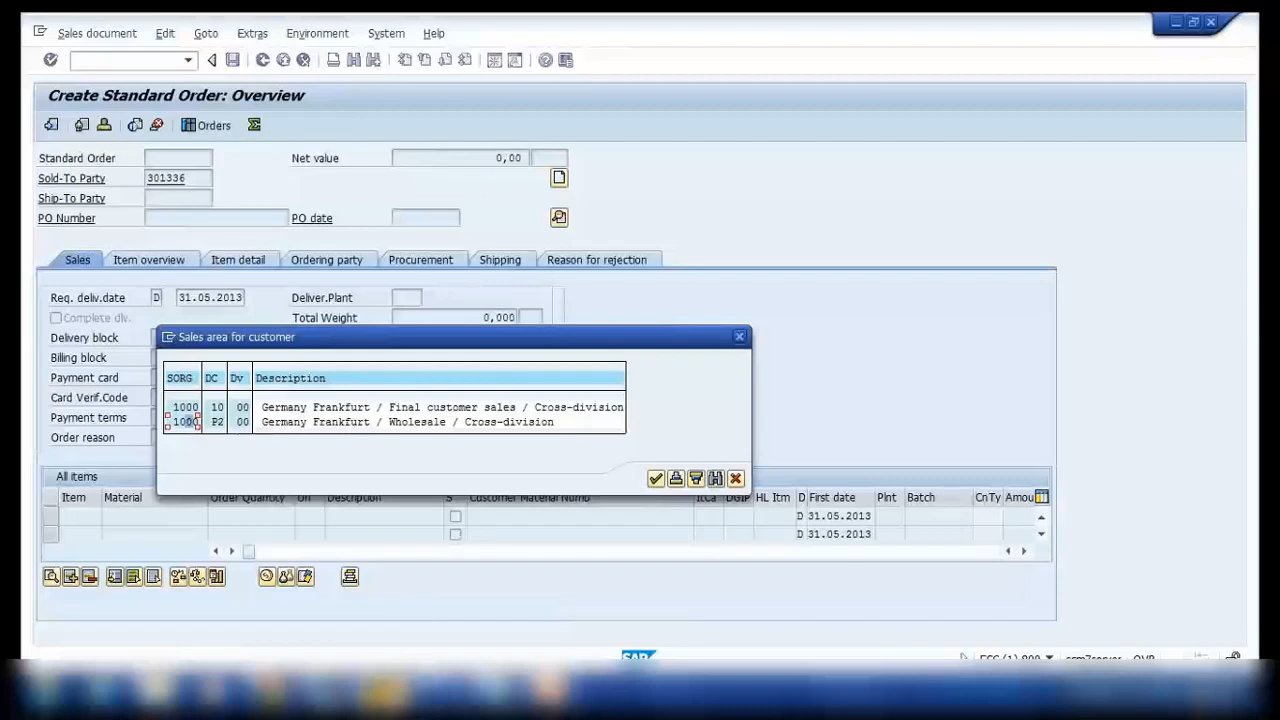 Sales document Edit Goto Extras Environment System Help
Create Standard Order: Overview
Orders
Standard Order Net value 0,00
Sold-To Party 301336
Ship-To Party
PO Number PO date
Sales Item overview Item detail Ordering party Procurement Shipping Reason for rejection
Req. deliv.date D 31.05.2013 Deliver.Plant
Complete dlv. Total Weight 0,000
Delivery block
Billing block
Payment card
Card Verif.Code
Payment terms
Order reason
Sales area for customer
SORG DC Dv Description
1000 10 00 Germany Frankfurt / Final customer sales / Cross-division
1000 P2 00 Germany Frankfurt / Wholesale / Cross-division
All items
Item Material Order Quantity Un Description S Customer Material Numb ItCa DGIP HL Itm D First date Plnt Batch CnTy Amou
D 31.05.2013
D 31.05.2013
SAP